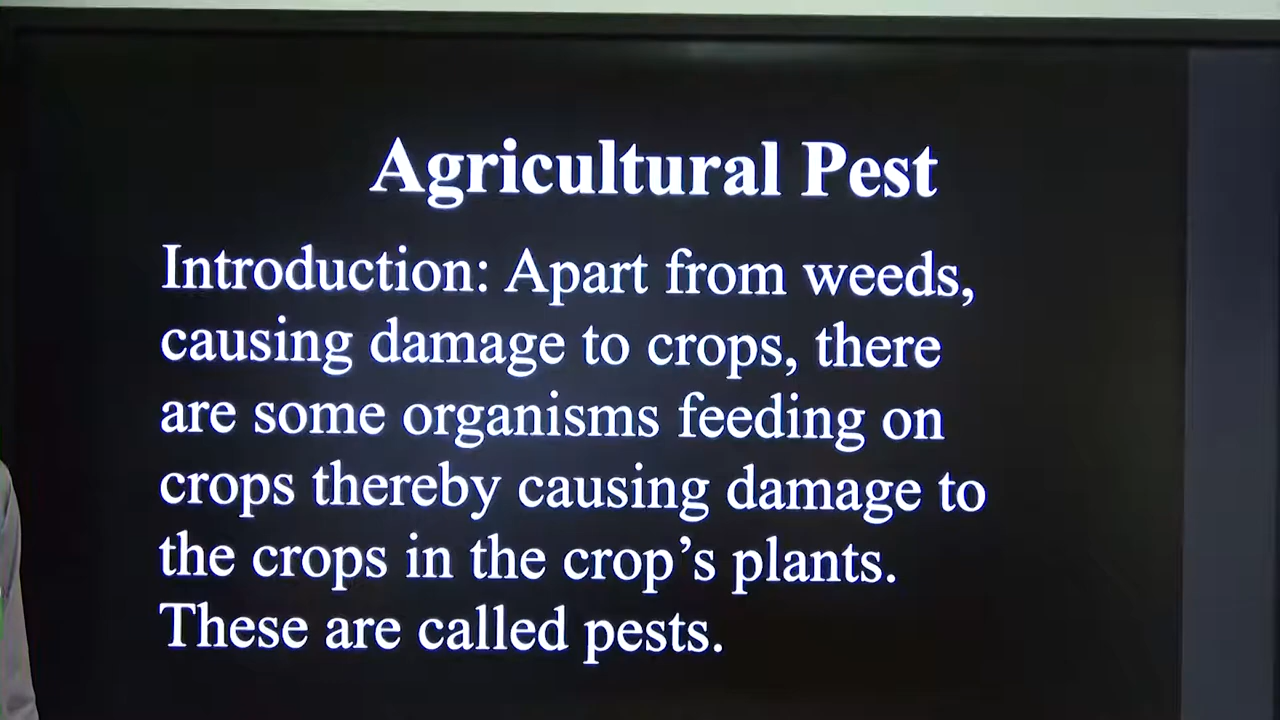 Agricultural Pest
Introduction: Apart from weeds,
causing damage to crops, there
are some organisms feeding on
crops thereby causing damage to
the crops in the crop’s plants.
These are called pests.